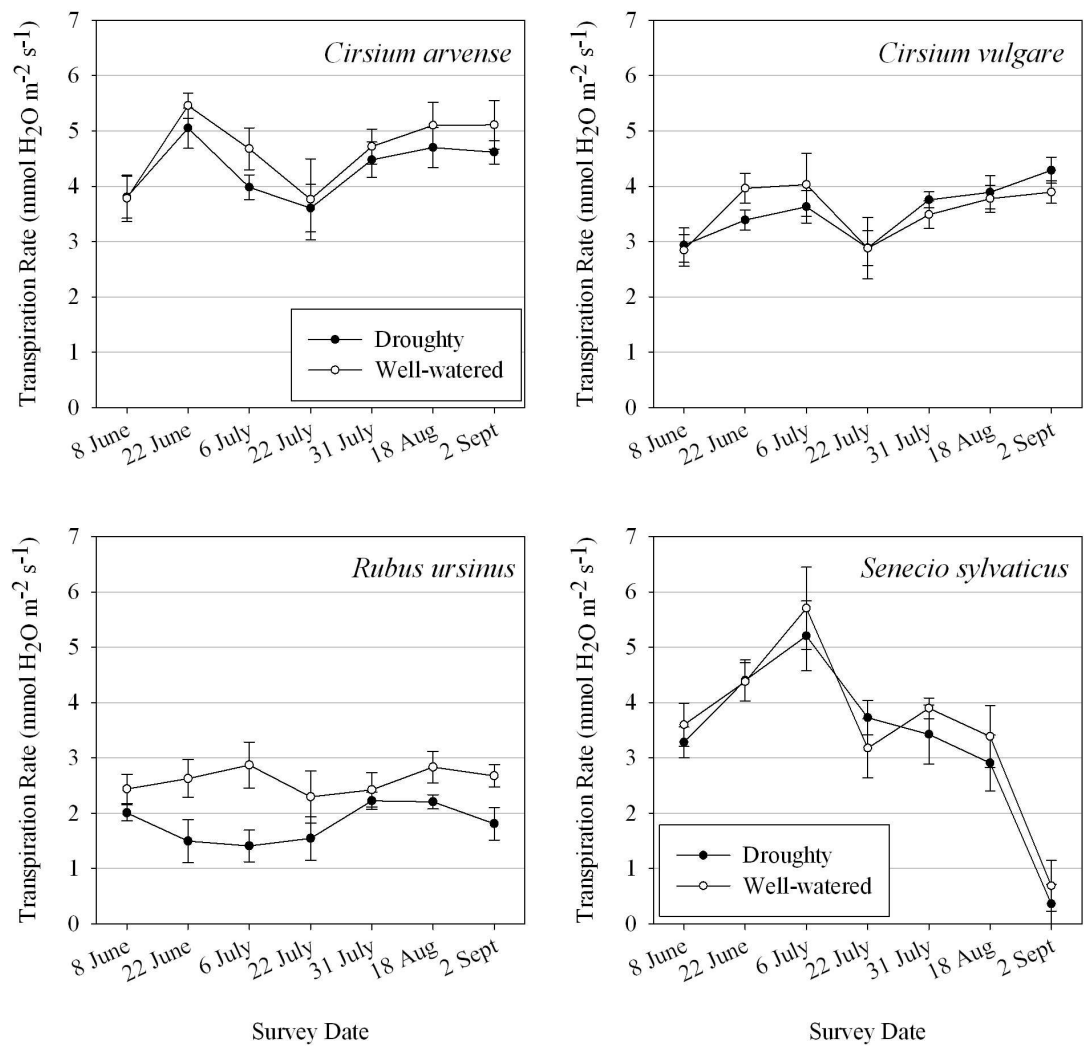 Cirsium arvense
Transpiration Rate (mmol H₂O m⁻² s⁻¹)
7
6
5
4
3
2
1
0
Droughty
Well-watered
8 June
22 June
6 July
22 July
31 July
18 Aug
2 Sept
Cirsium vulgare
Transpiration Rate (mmol H₂O m⁻² s⁻¹)
7
6
5
4
3
2
1
0
8 June
22 June
6 July
22 July
31 July
18 Aug
2 Sept
Rubus ursinus
Transpiration Rate (mmol H₂O m⁻² s⁻¹)
7
6
5
4
3
2
1
0
8 June
22 June
6 July
22 July
31 July
18 Aug
2 Sept
Survey Date
Senecio sylvaticus
Transpiration Rate (mmol H₂O m⁻² s⁻¹)
7
6
5
4
3
2
1
0
Droughty
Well-watered
8 June
22 June
6 July
22 July
31 July
18 Aug
2 Sept
Survey Date